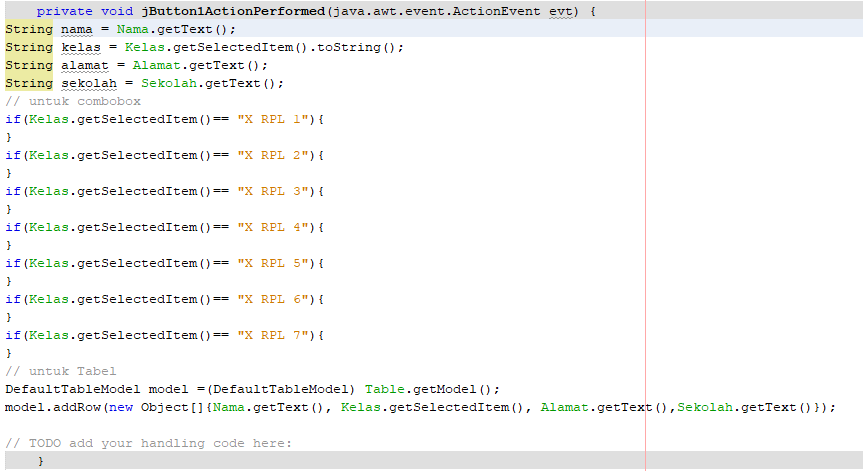 private void jButton1ActionPerformed(java.awt.event.ActionEvent evt) {
String nama = Nama.getText();
String kelas = Kelas.getSelectedItem().toString();
String alamat = Alamat.getText();
String sekolah = Sekolah.getText();
// untuk combobox
if(Kelas.getSelectedItem()== "X RPL 1"){
}
if(Kelas.getSelectedItem()== "X RPL 2"){
}
if(Kelas.getSelectedItem()== "X RPL 3"){
}
if(Kelas.getSelectedItem()== "X RPL 4"){
}
if(Kelas.getSelectedItem()== "X RPL 5"){
}
if(Kelas.getSelectedItem()== "X RPL 6"){
}
if(Kelas.getSelectedItem()== "X RPL 7"){
}
// untuk Tabel
DefaultTableModel model =(DefaultTableModel) Table.getModel();
model.addRow(new Object[]{Nama.getText(), Kelas.getSelectedItem(), Alamat.getText(),Sekolah.getText()});
// TODO add your handling code here:
}